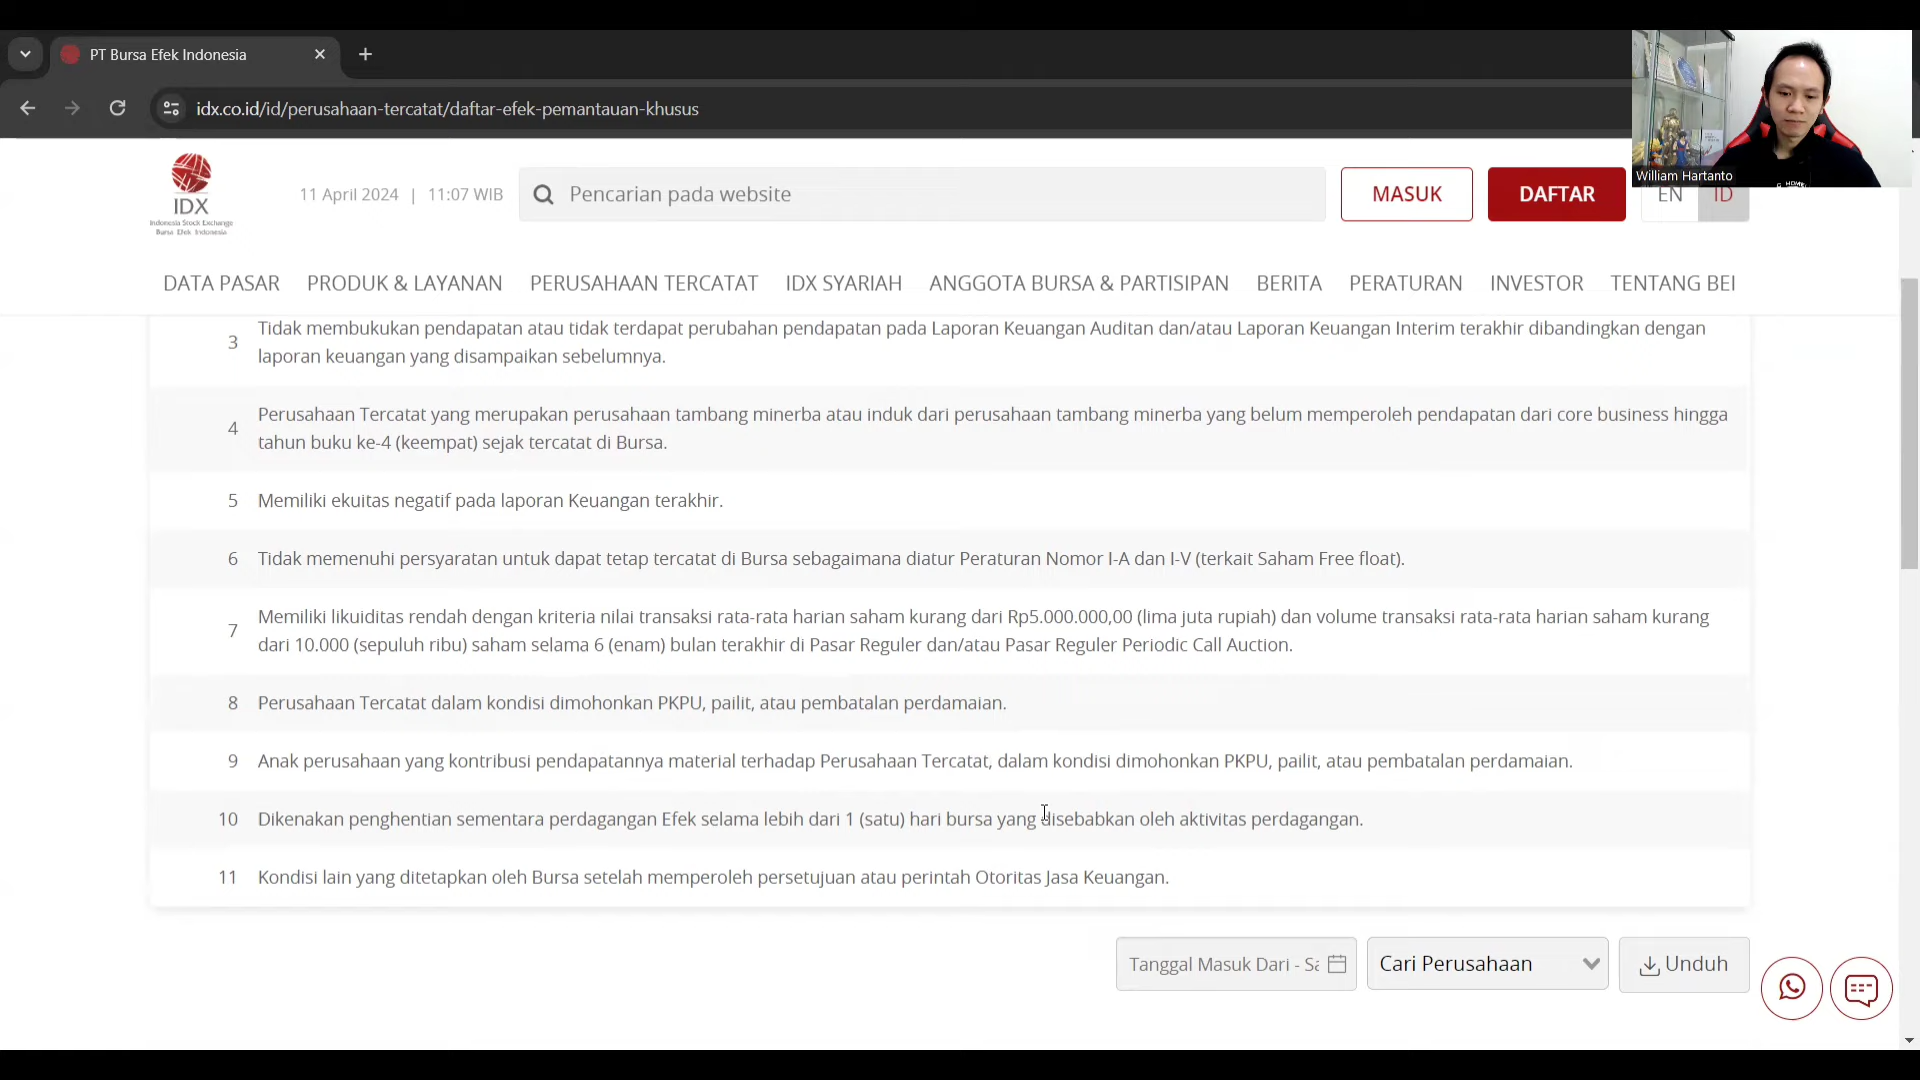 PT Bursa Efek Indonesia
idx.co.id/id/perusahaan-tercatat/daftar-efek-pemantauan-khusus
William Hartanto
IDX
Indonesia Stock Exchange
Bursa Efek Indonesia
11 April 2024 | 11:07 WIB
Pencarian pada website
MASUK
DAFTAR
EN ID
DATA PASAR PRODUK & LAYANAN PERUSAHAAN TERCATAT IDX SYARIAH ANGGOTA BURSA & PARTISIPAN BERITA PERATURAN INVESTOR TENTANG BEI
3 Tidak membukukan pendapatan atau tidak terdapat perubahan pendapatan pada Laporan Keuangan Auditan dan/atau Laporan Keuangan Interim terakhir dibandingkan dengan
laporan keuangan yang disampaikan sebelumnya.
4 Perusahaan Tercatat yang merupakan perusahaan tambang minerba atau induk dari perusahaan tambang minerba yang belum memperoleh pendapatan dari core business hingga
tahun buku ke-4 (keempat) sejak tercatat di Bursa.
5 Memiliki ekuitas negatif pada laporan Keuangan terakhir.
6 Tidak memenuhi persyaratan untuk dapat tetap tercatat di Bursa sebagaimana diatur Peraturan Nomor I-A dan I-V (terkait Saham Free float).
7 Memiliki likuiditas rendah dengan kriteria nilai transaksi rata-rata harian saham kurang dari Rp5.000.000,00 (lima juta rupiah) dan volume transaksi rata-rata harian saham kurang
dari 10.000 (sepuluh ribu) saham selama 6 (enam) bulan terakhir di Pasar Reguler dan/atau Pasar Reguler Periodic Call Auction.
8 Perusahaan Tercatat dalam kondisi dimohonkan PKPU, pailit, atau pembatalan perdamaian.
9 Anak perusahaan yang kontribusi pendapatannya material terhadap Perusahaan Tercatat, dalam kondisi dimohonkan PKPU, pailit, atau pembatalan perdamaian.
10 Dikenakan penghentian sementara perdagangan Efek selama lebih dari 1 (satu) hari bursa yang disebabkan oleh aktivitas perdagangan.
11 Kondisi lain yang ditetapkan oleh Bursa setelah memperoleh persetujuan atau perintah Otoritas Jasa Keuangan.
Tanggal Masuk Dari - Sa
Cari Perusahaan
Unduh